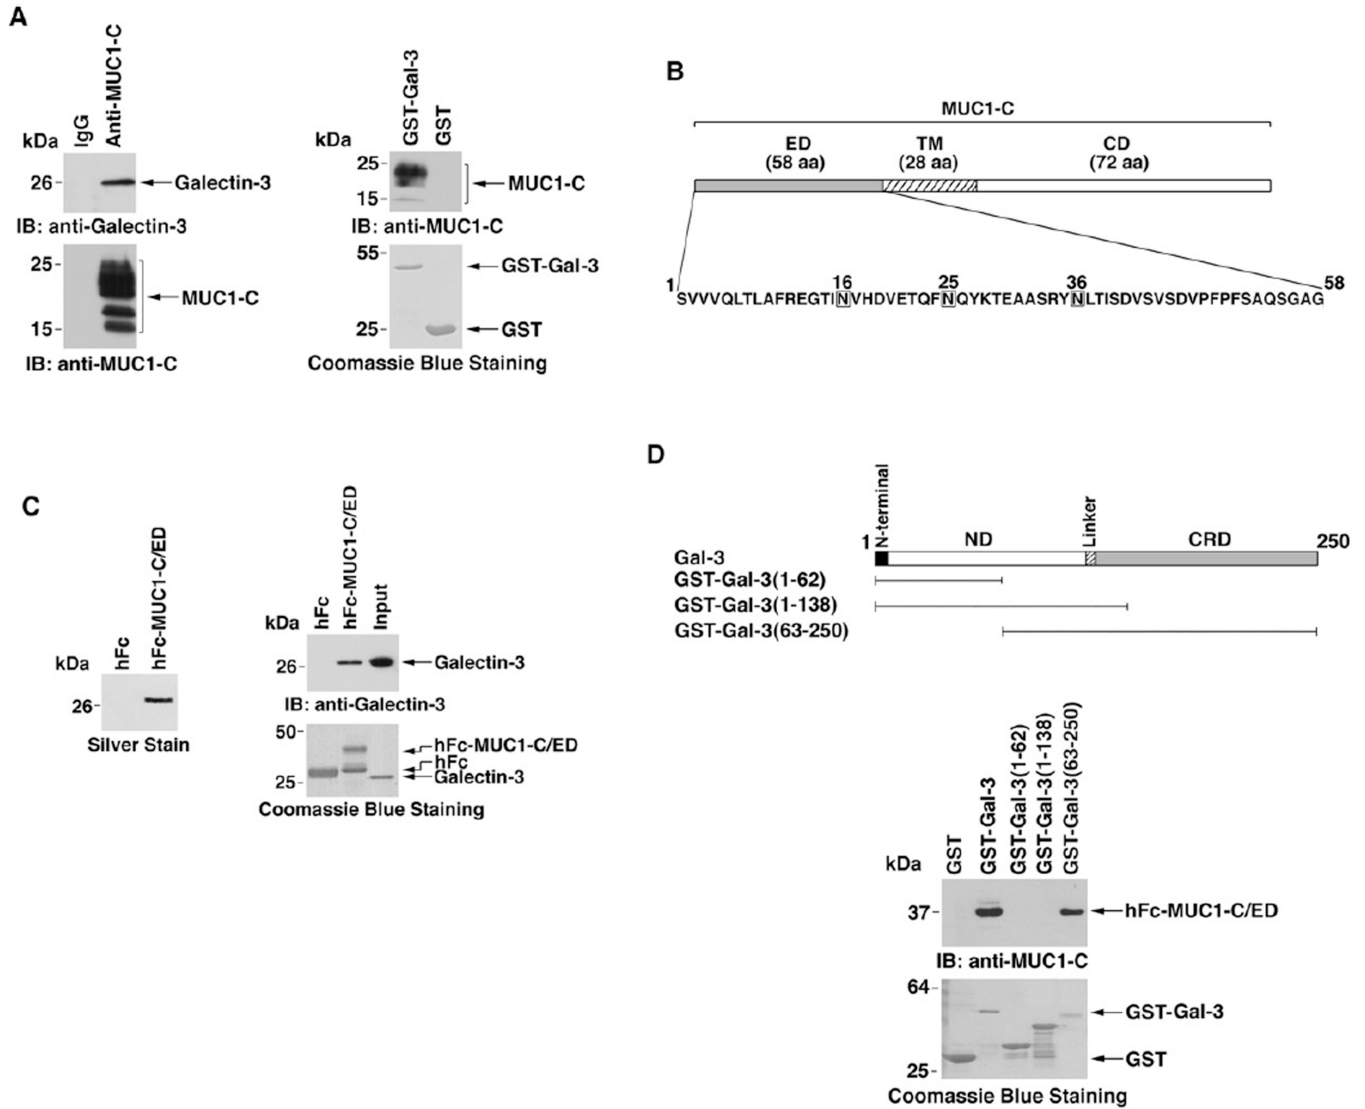 A
IgG
Anti-MUC1-C
kDa
26-
Galectin-3
IB: anti-Galectin-3
25-
MUC1-C
15-
IB: anti-MUC1-C
GST-Gal-3
GST
kDa
25-
MUC1-C
15-
IB: anti-MUC1-C
55-
GST-Gal-3
25-
GST
Coomassie Blue Staining
B
MUC1-C
ED TM CD
(58 aa) (28 aa) (72 aa)
1 16 25 36 58
SVVVQLTLAFREGTINVHDVETQFNQYKTEAASRYNLTISDVSVSDVPFPFSAQSGAG
C
hFc
hFc-MUC1-C/ED
kDa
26-
Silver Stain
hFc
hFc-MUC1-C/ED
Input
kDa
26-
Galectin-3
IB: anti-Galectin-3
50-
hFc-MUC1-C/ED
hFc
Galectin-3
25-
Coomassie Blue Staining
D
N-terminal
Linker
1 ND CRD 250
Gal-3
GST-Gal-3(1-62)
GST-Gal-3(1-138)
GST-Gal-3(63-250)
GST
GST-Gal-3
GST-Gal-3(1-62)
GST-Gal-3(1-138)
GST-Gal-3(63-250)
kDa
37-
hFc-MUC1-C/ED
IB: anti-MUC1-C
64-
GST-Gal-3
GST
25-
Coomassie Blue Staining